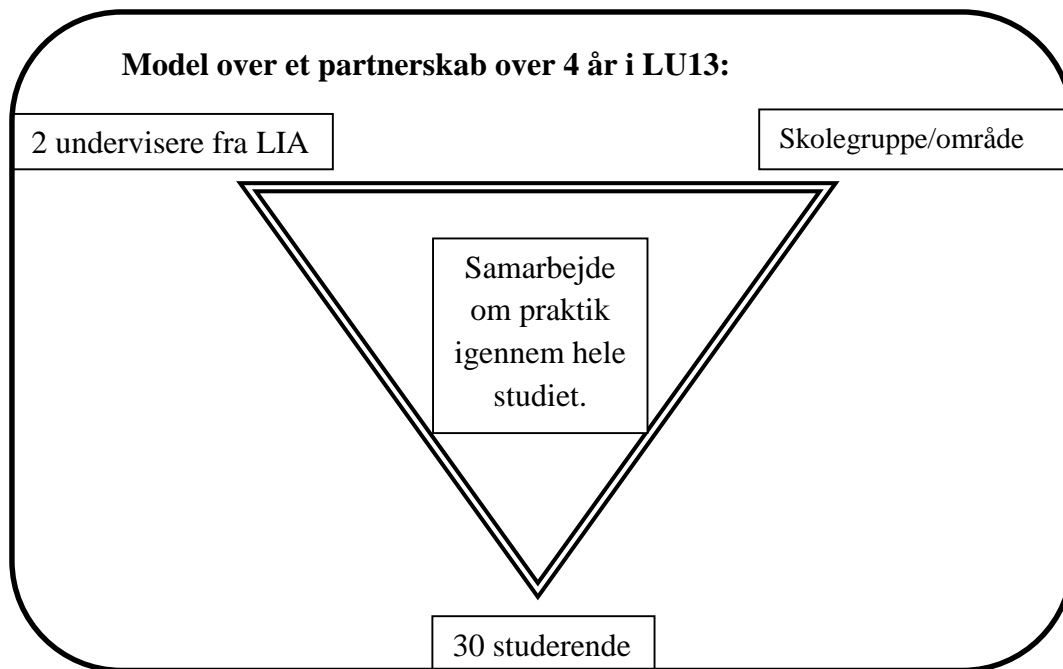 Model over et partnerskab over 4 år i LU13:
2 undervisere fra LIA
Skolegruppe/område
Samarbejde
om praktik
igennem hele
studiet.
30 studerende